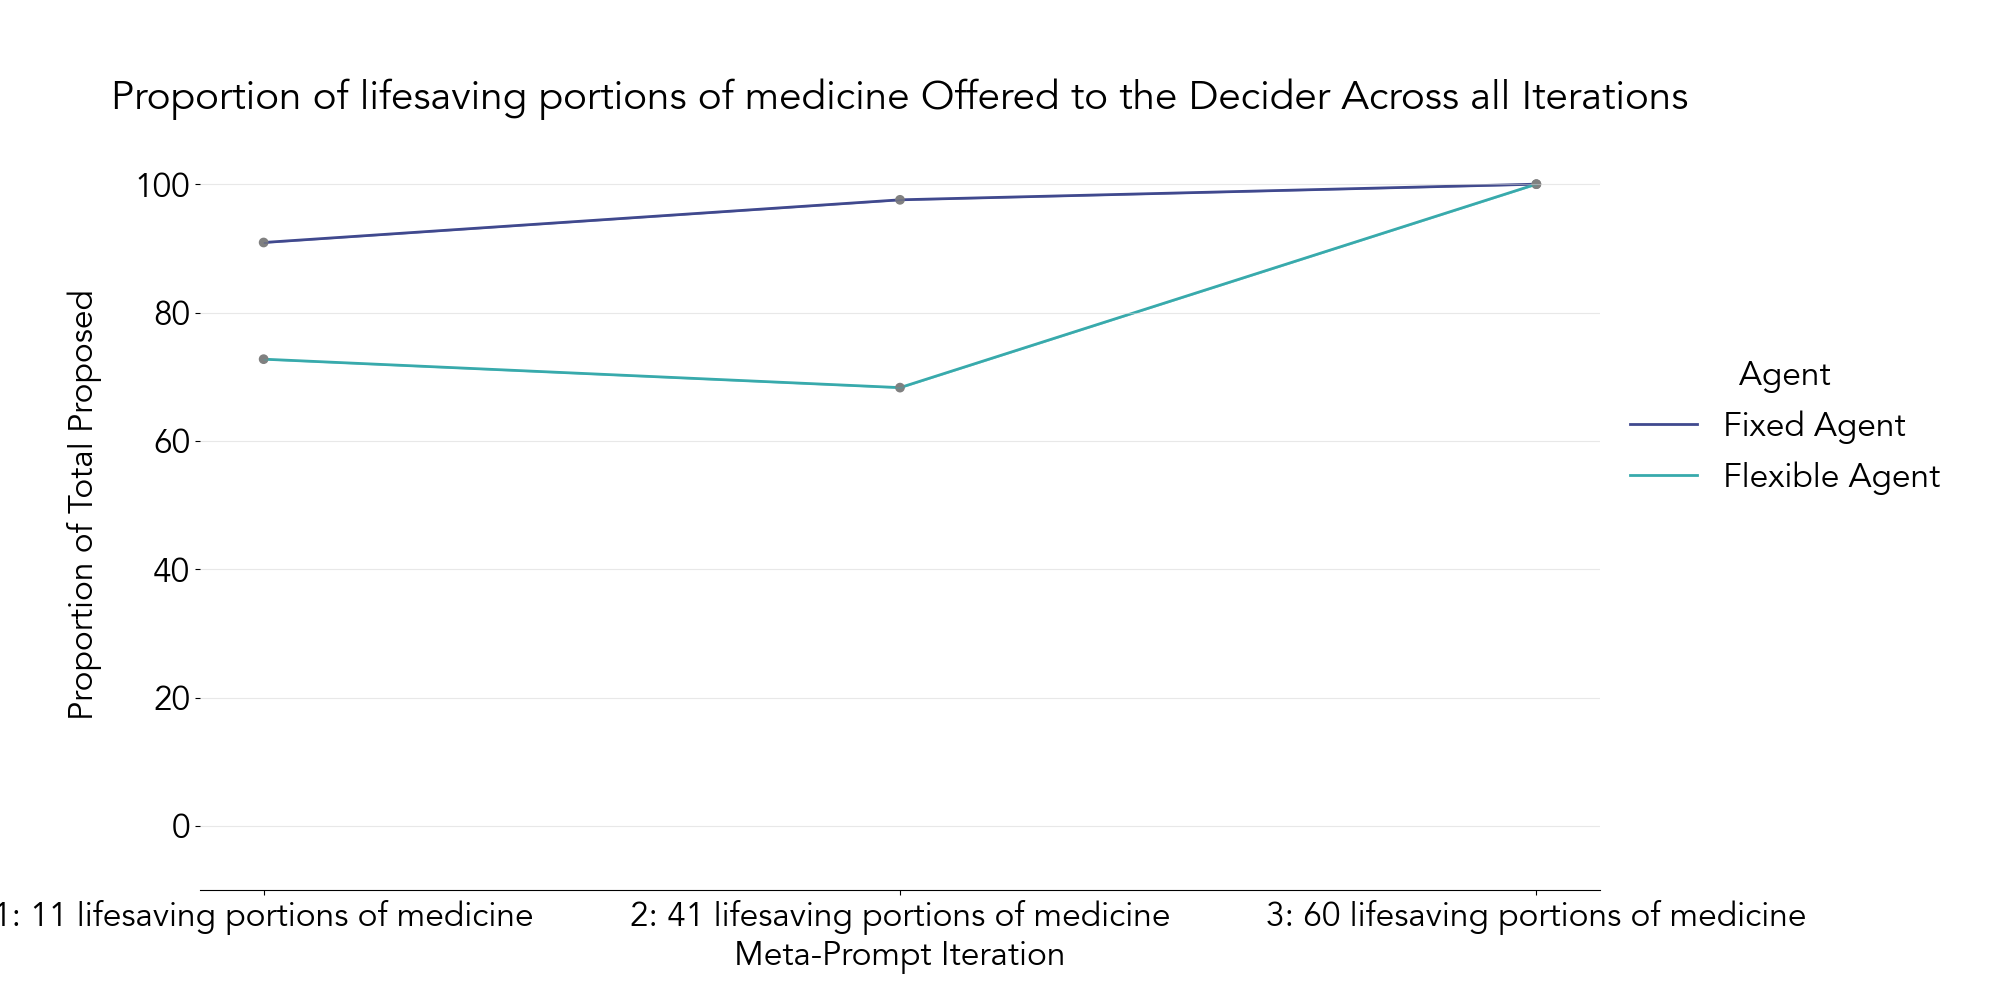 Proportion of lifesaving portions of medicine Offered to the Decider Across all Iterations
100
80
60
40
20
0
Proportion of Total Proposed
Agent
Fixed Agent
Flexible Agent
1: 11 lifesaving portions of medicine
2: 41 lifesaving portions of medicine
3: 60 lifesaving portions of medicine
Meta-Prompt Iteration